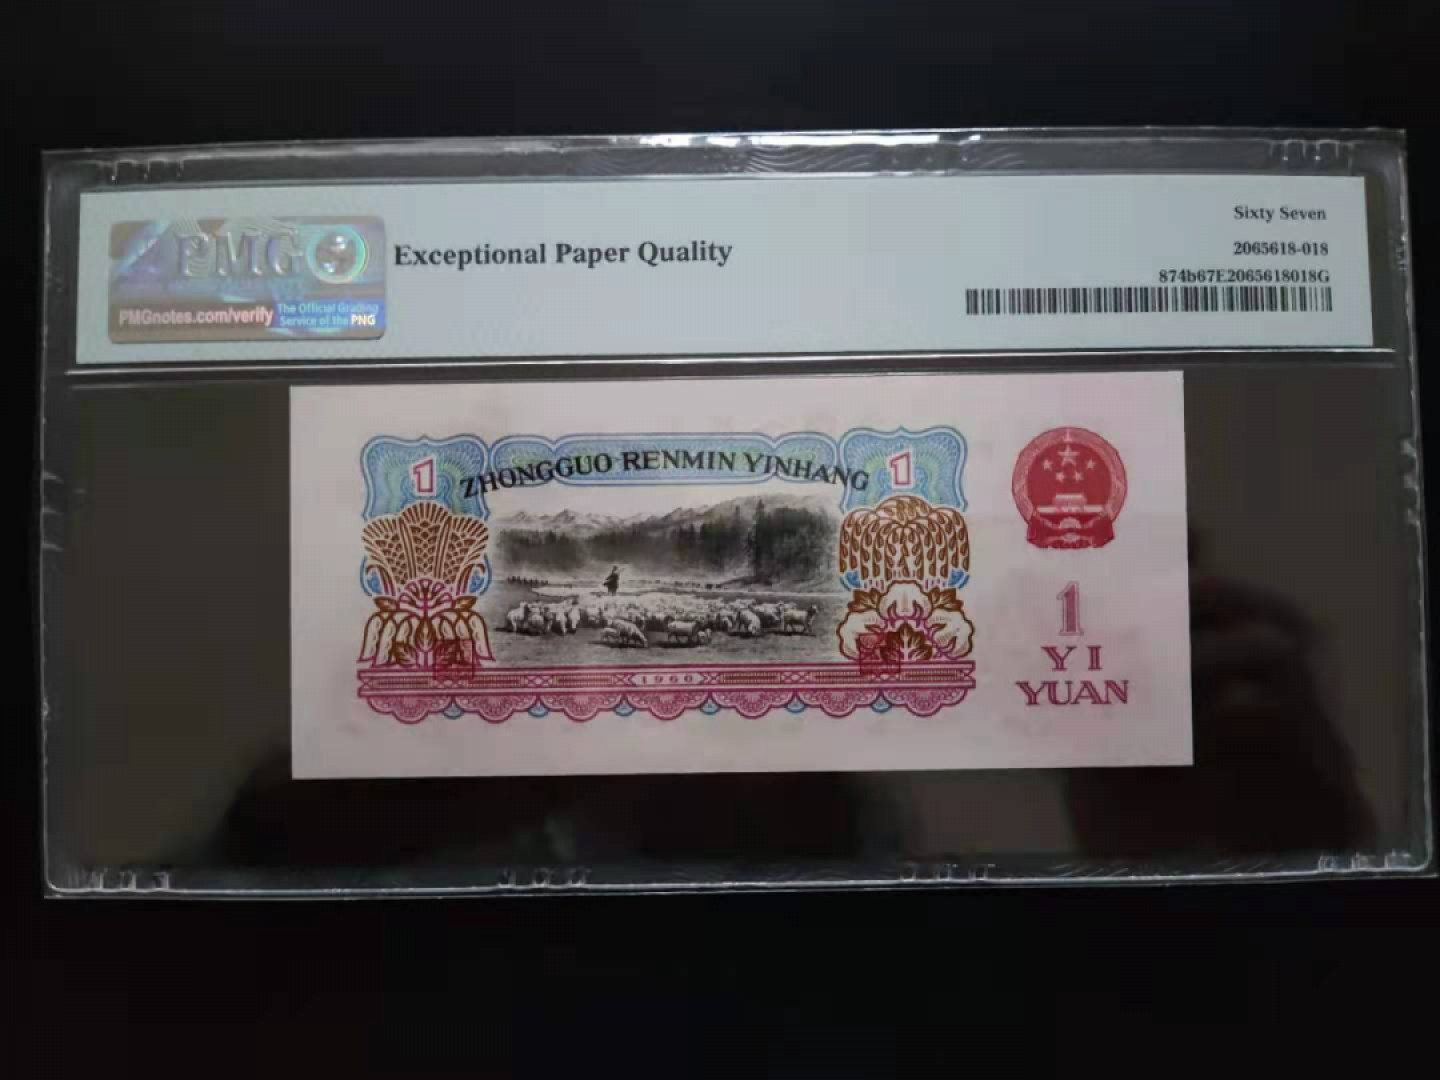 PMG
PMGnotes.com/verify
The Official Grading
Service of the PNG
Exceptional Paper Quality
Sixty Seven
2065618-018
874b67E2065618018G
1
ZHONGGUO RENMIN YINHANG
1
1960
1
YI
YUAN